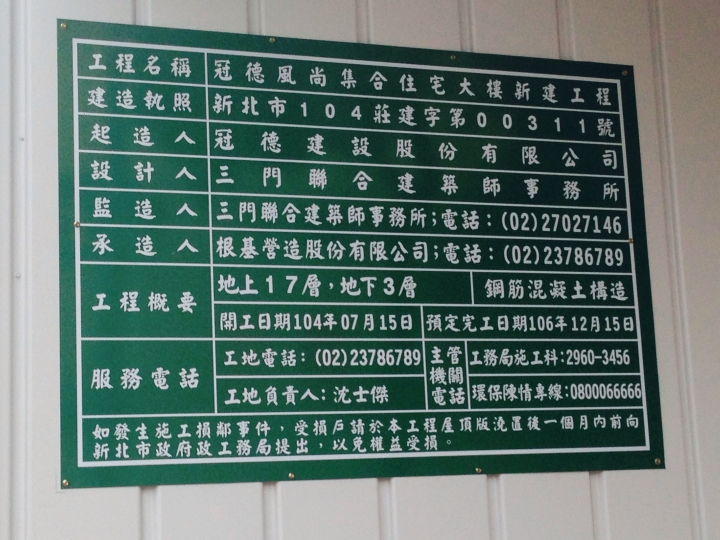 工程名稱 冠德風尚集合住宅大樓新建工程
建造執照 新北市104莊建字第00311號
起造人 冠德建設股份有限公司
設計人 三門聯合建築師事務所
監造人 三門聯合建築師事務所;電話:(02)27027146
承造人 根基營造股份有限公司;電話:(02)23786789
工程概要 地上17層,地下3層 鋼筋混凝土構造
開工日期104年07月15日 預定完工日期106年12月15日
服務電話 工地電話:(02)23786789 主管機關電話 工務局施工科:2960-3456
工地負責人:沈士傑 環保陳情專線:0800066666
如發生施工損鄰事件,受損戶請於本工程屋頂版澆置後一個月內前向
新北市政府政工務局提出,以免權益受損。